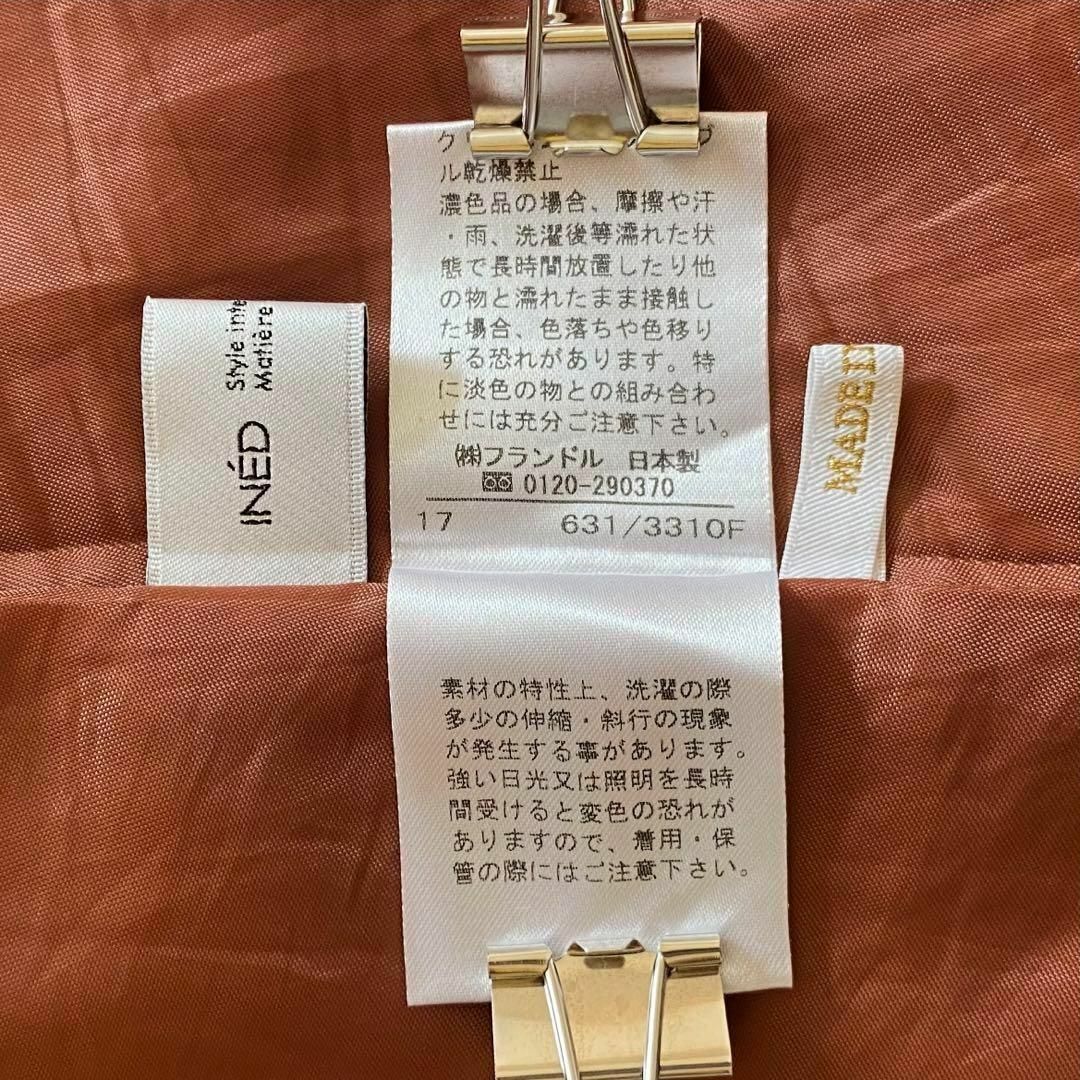 Style inte
Matière
INÉD
ク
ル乾燥禁止
濃色品の場合、摩擦や汗
・雨、洗濯後等濡れた状
態で長時間放置したり他
の物と濡れたまま接触し
た場合、色落ちや色移り
する恐れがあります。特
に淡色の物との組み合わ
せには充分ご注意下さい。
㈱フランドル 日本製
0120-290370
17 631/3310F
MADE I
素材の特性上、洗濯の際
多少の伸縮・斜行の現象
が発生する事があります。
強い日光又は照明を長時
間受けると変色の恐れが
ありますので、着用・保
管の際にはご注意下さい。